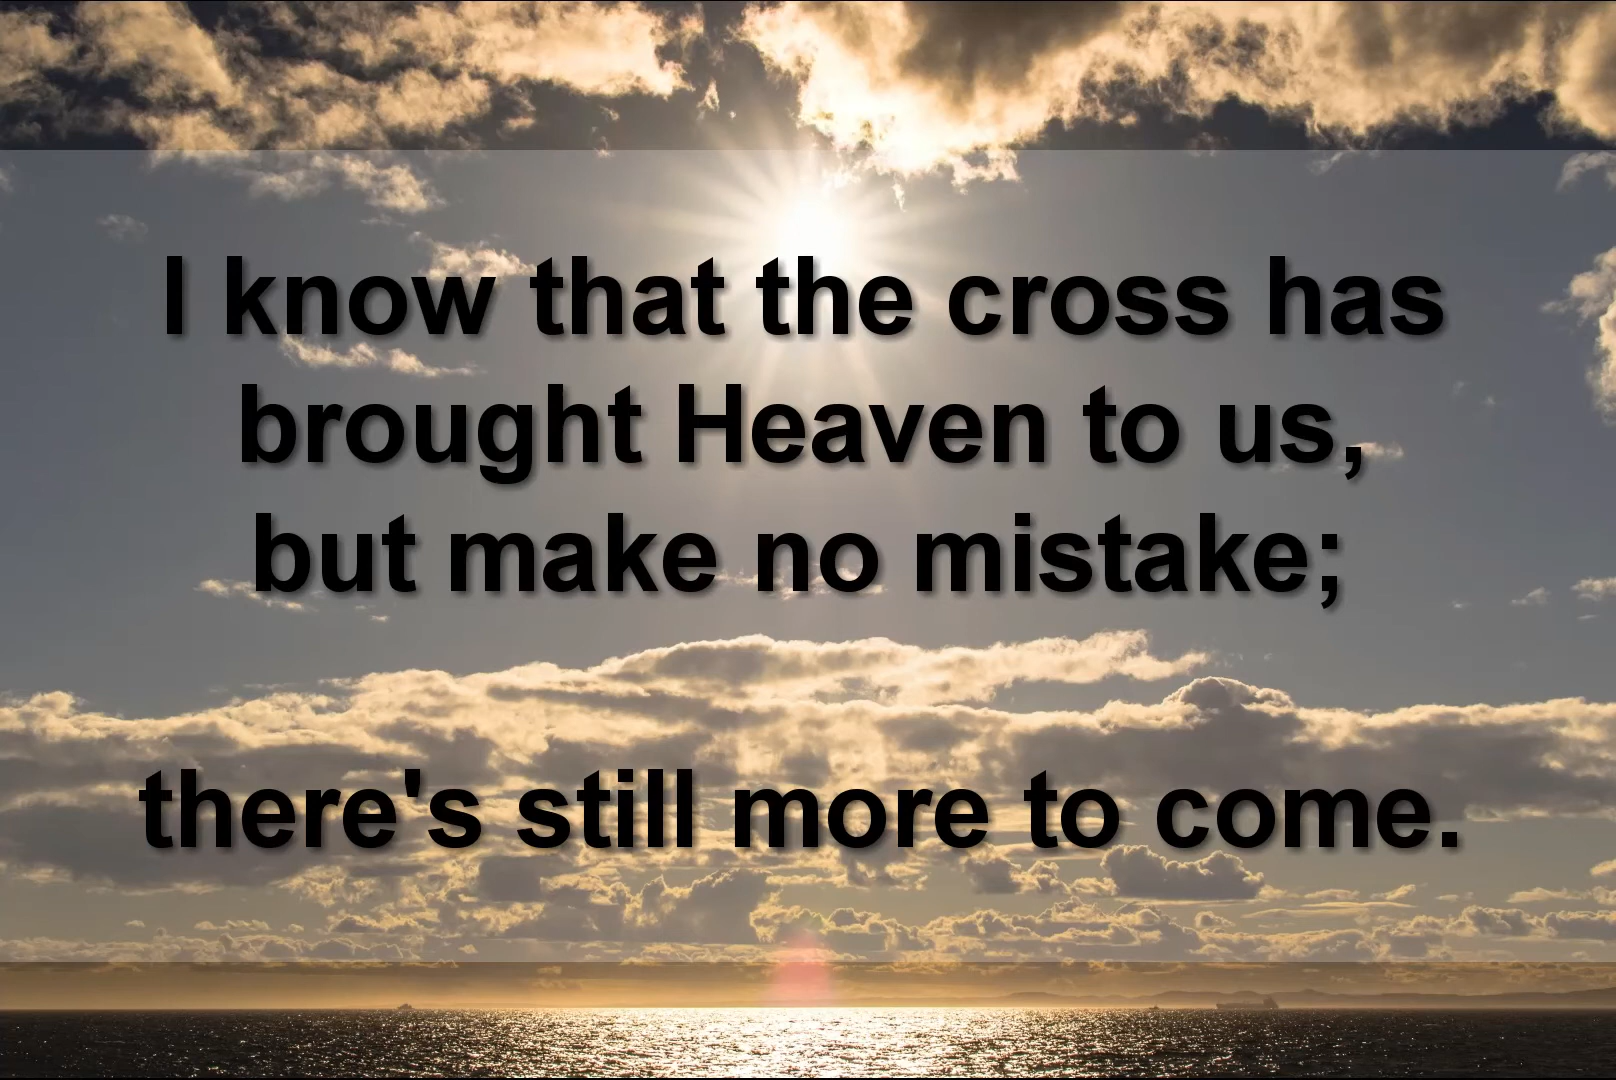 I know that the cross has
brought Heaven to us,
but make no mistake;
there's still more to come.